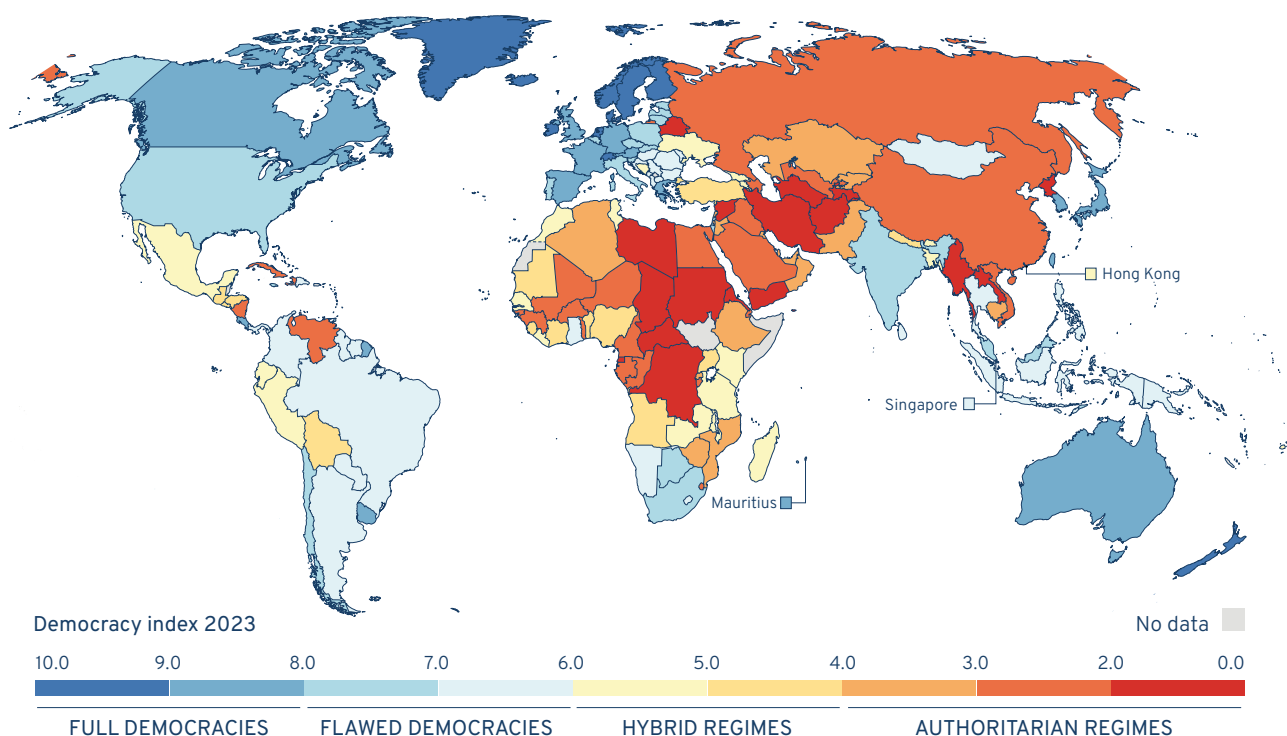 Hong Kong
Singapore
Mauritius
Democracy index 2023
No data
10.0 9.0 8.0 7.0 6.0 5.0 4.0 3.0 2.0 0.0
FULL DEMOCRACIES FLAWED DEMOCRACIES HYBRID REGIMES AUTHORITARIAN REGIMES